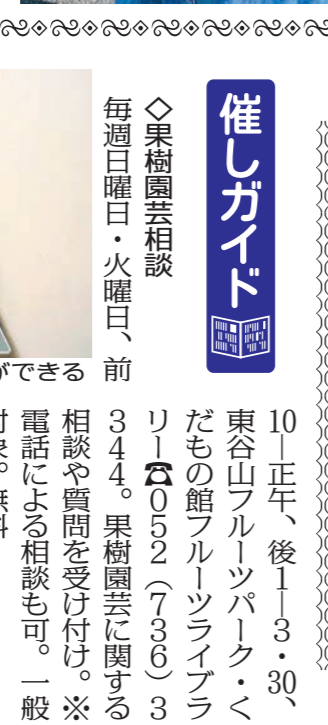 催しガイド
◇果樹園芸相談
毎週日曜日・火曜日、前
10―正午、後1―3・30、
東谷山フルーツパーク・く
だもの館フルーツライブラ
リー☎052（736）3
344。果樹園芸に関する
相談や質問を受け付け。※
電話による相談も可。一般
対象。無料
ができる